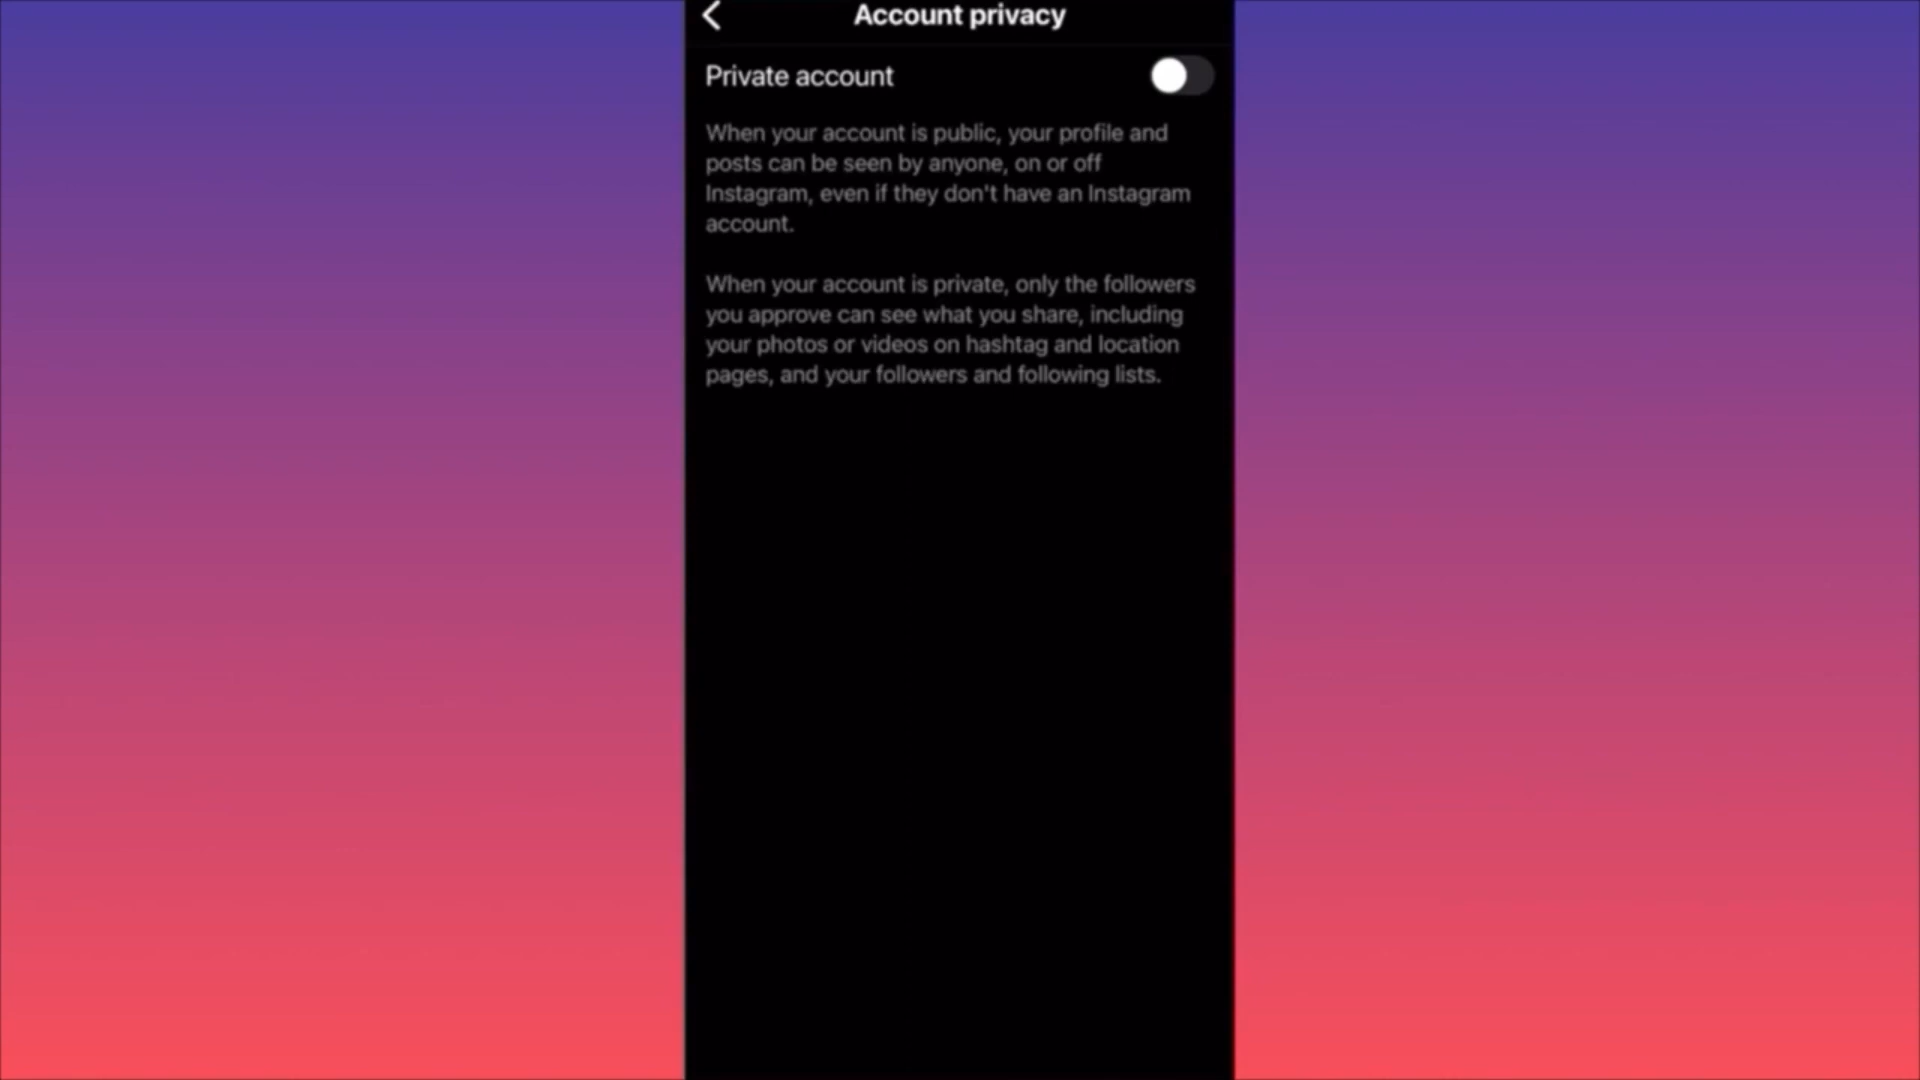 Account privacy
Private account
When your account is public, your profile and
posts can be seen by anyone, on or off
Instagram, even if they don't have an Instagram
account.
When your account is private, only the followers
you approve can see what you share, including
your photos or videos on hashtag and location
pages, and your followers and following lists.